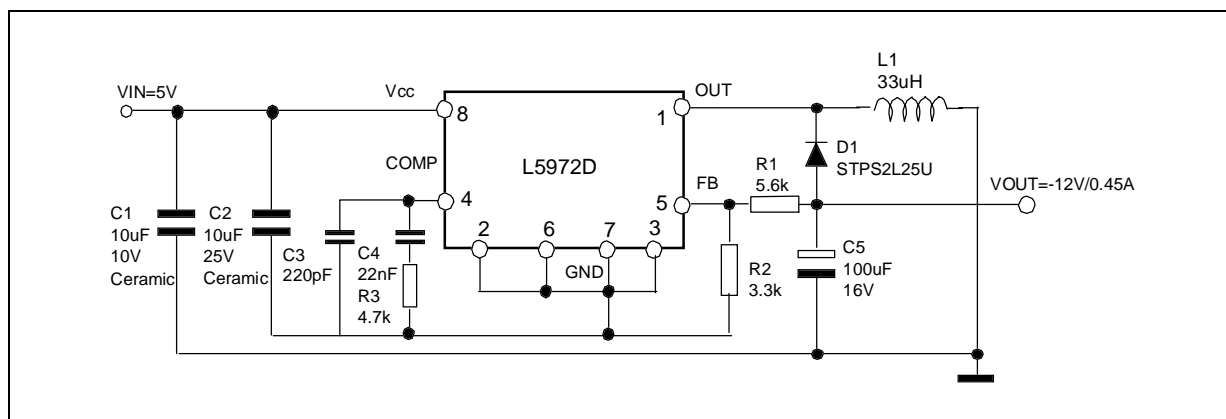 L1
33uH
VIN=5V
Vcc
OUT
8
1
L5972D
D1
STPS2L25U
COMP
R1
5.6k
FB
VOUT=-12V/0.45A
4
5
C1
10uF
10V
Ceramic
C2
10uF
25V
Ceramic
C3
220pF
C4
22nF
R3
4.7k
2
6
7
3
GND
R2
3.3k
C5
100uF
16V